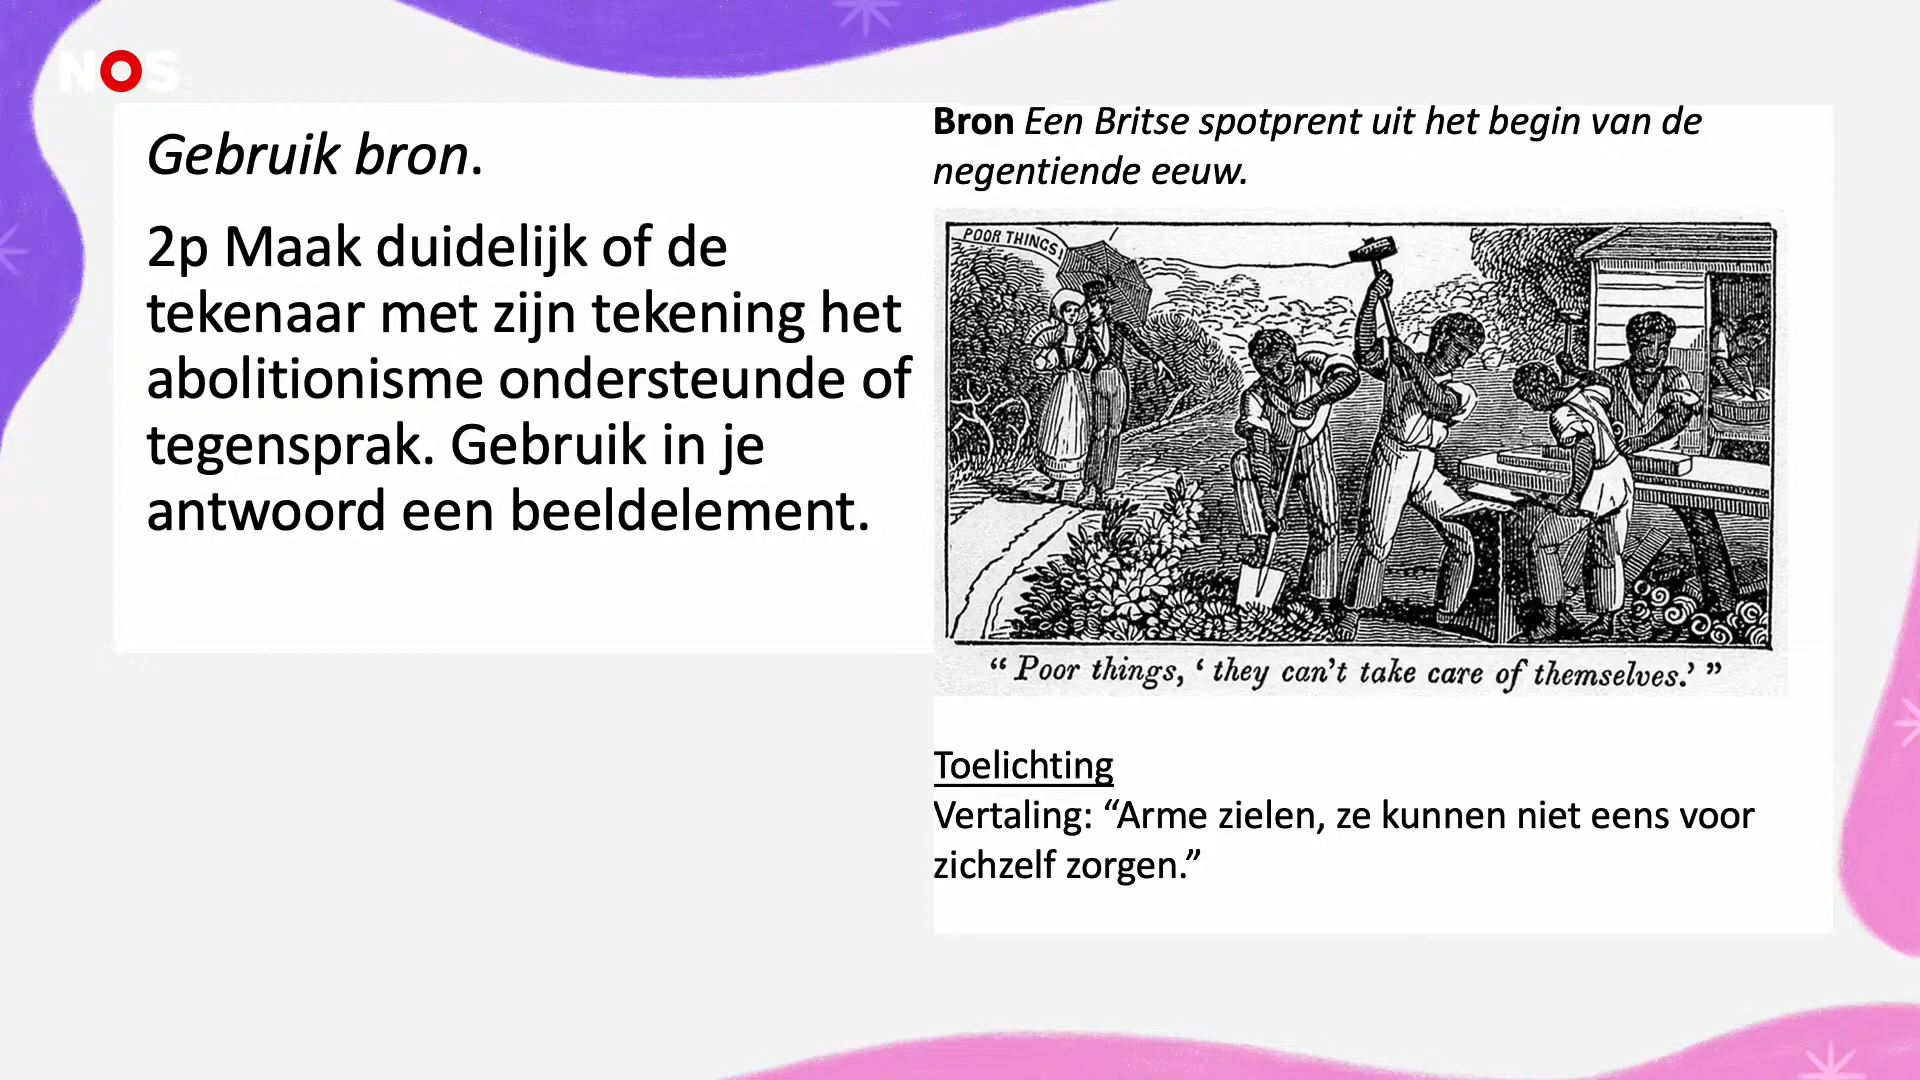 NOS
Gebruik bron.
2p Maak duidelijk of de
tekenaar met zijn tekening het
abolitionisme ondersteunde of
tegensprak. Gebruik in je
antwoord een beeldelement.
Bron Een Britse spotprent uit het begin van de
negentiende eeuw.
POOR THINGS!
“ Poor things, ‘ they can’t take care of themselves.’ ”
Toelichting
Vertaling: “Arme zielen, ze kunnen niet eens voor
zichzelf zorgen.”